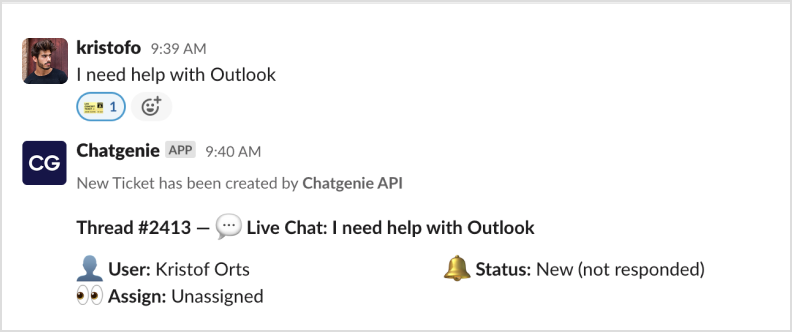 kristofo 9:39 AM
I need help with Outlook
1
CG
Chatgenie APP 9:40 AM
New Ticket has been created by Chatgenie API
Thread #2413 — Live Chat: I need help with Outlook
User: Kristof Orts
Status: New (not responded)
Assign: Unassigned